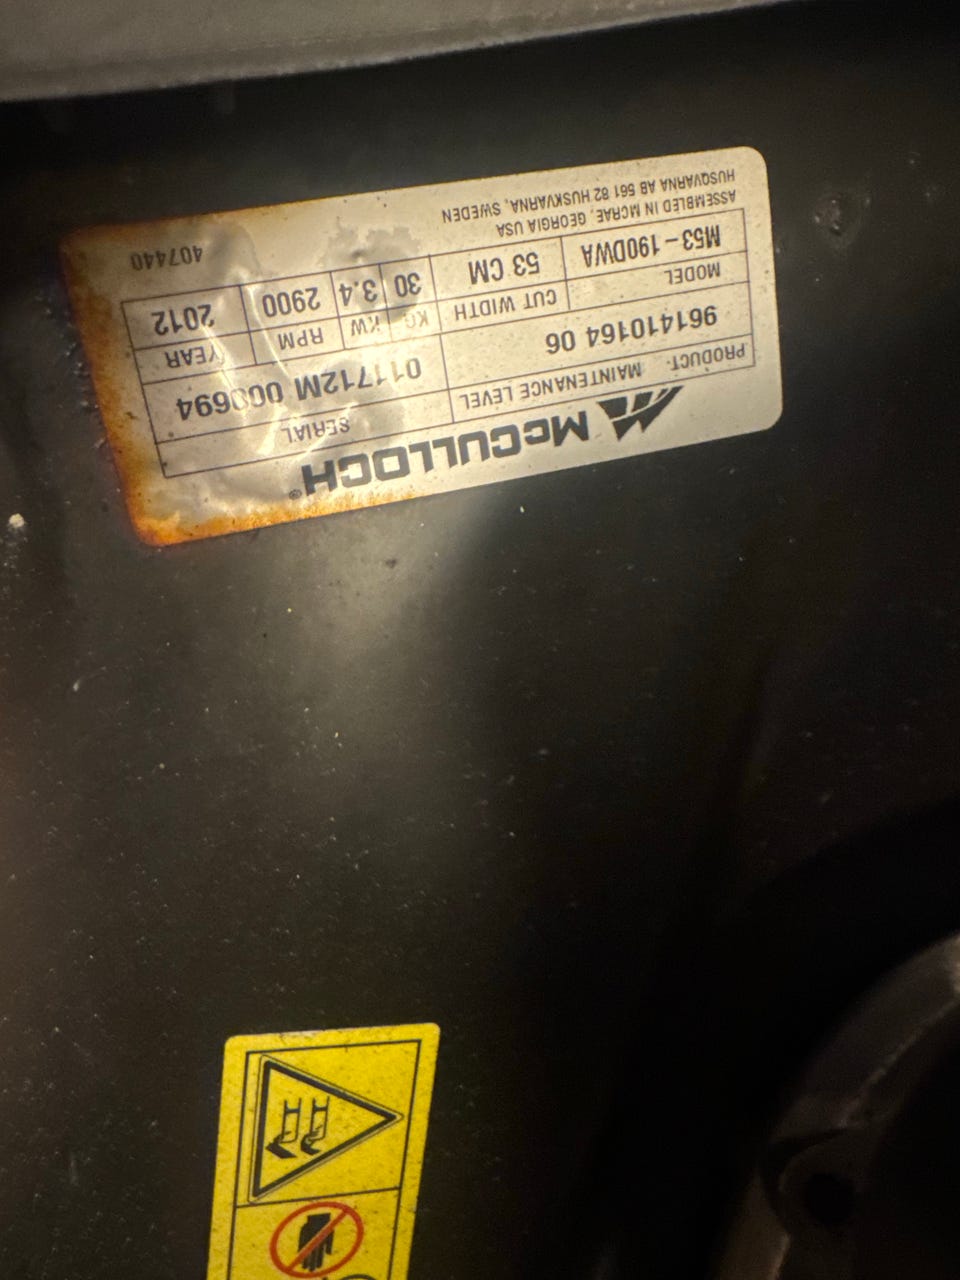 McCULLOCH®
PRODUCT. MAINTENANCE LEVEL SERIAL
961410164 06 011712M
MODEL CUT WIDTH KG KW RPM YEAR
M53-190DWA 53 CM 30 3.4 2900 2012
ASSEMBLED IN MCRAE, GEORGIA USA
HUSQVARNA AB 561 82 HUSKVARNA, SWEDEN
407440